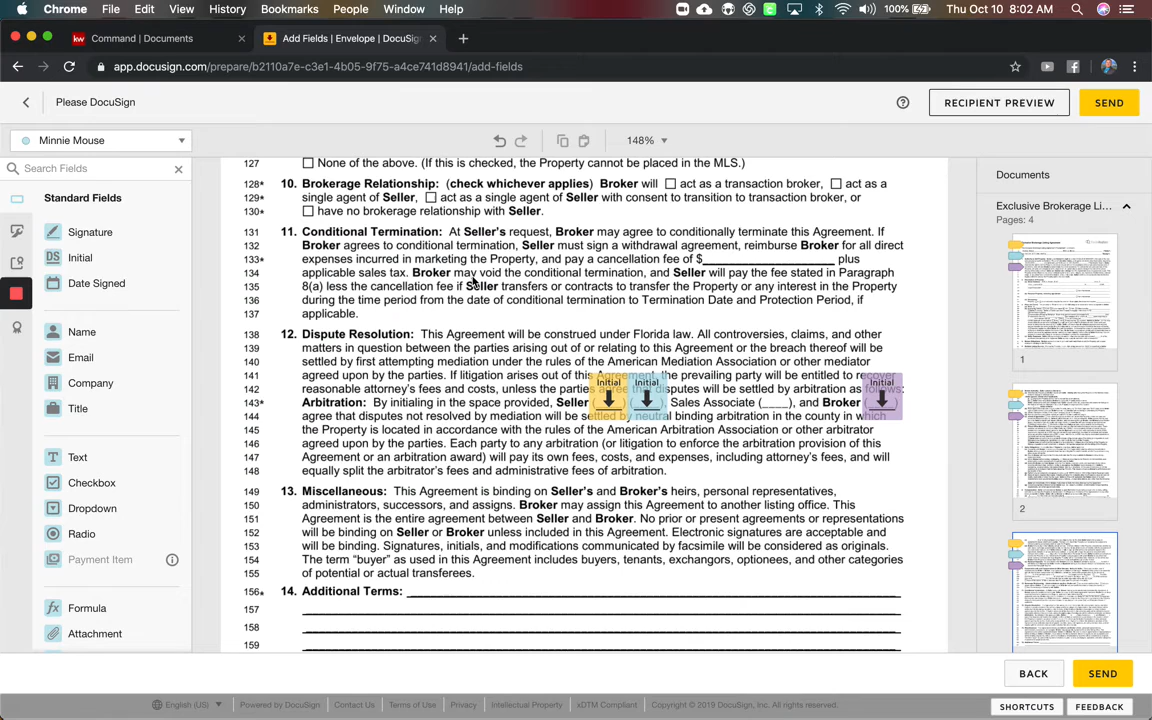 Chrome File Edit View History Bookmarks People Window Help 100% Thu Oct 10 8:02 AM
kw Command | Documents Add Fields | Envelope | DocuSig
app.docusign.com/prepare/b2110a7e-c3e1-4b05-9f75-a4ce741d8941/add-fields
Please DocuSign RECIPIENT PREVIEW SEND
Minnie Mouse 148%
Search Fields
Standard Fields
Signature
DS Initial
Date Signed
Name
Email
Company
Title
Text
Checkbox
Dropdown
Radio
Payment Item
fx Formula
Attachment
127 None of the above. (If this is checked, the Property cannot be placed in the MLS.)
128* 10. Brokerage Relationship: (check whichever applies) Broker will act as a transaction broker, act as a
129* single agent of Seller, act as a single agent of Seller with consent to transition to transaction broker, or
130* have no brokerage relationship with Seller.
131 11. Conditional Termination: At Seller's request, Broker may agree to conditionally terminate this Agreement. If
132 Broker agrees to conditional termination, Seller must sign a withdrawal agreement, reimburse Broker for all direct
133* expenses incurred in marketing the Property, and pay a cancellation fee of $ plus
134 applicable sales tax. Broker may void the conditional termination, and Seller will pay the fee stated in Paragraph
135 8(a) less the cancellation fee if Seller transfers or contracts to transfer the Property or any interest in the Property
136 during the time period from the date of conditional termination to Termination Date and Protection Period, if
137 applicable.
138 12. Dispute Resolution: This Agreement will be construed under Florida law. All controversies, claims, and other
139 matters in question between the parties arising out of or relating to this Agreement or the breach thereof will be
140 settled by first attempting mediation under the rules of the American Mediation Association or other mediator
141 agreed upon by the parties. If litigation arises out of this Agreement, the prevailing party will be entitled to recover
142 reasonable attorney's fees and costs, unless the parties agree that disputes will be settled by arbitration as follows:
143* Arbitration: By initialing in the space provided, Seller Sales Associate (____), and Broker
Initial Initial Initial
144 agree that disputes not resolved by mediation will be settled by neutral binding arbitration in the county in which
145 the Property is located in accordance with the rules of the American Arbitration Association or other arbitrator
146 agreed upon by the parties. Each party to any arbitration (or litigation to enforce the arbitration provision of this
147 Agreement or an arbitration award) will pay its own fees, costs, and expenses, including attorney's fees, and will
148 equally split the arbitrator's fees and administrative fees of arbitration.
149 13. Miscellaneous: This Agreement is binding on Seller's and Broker's heirs, personal representatives,
150 administrators, successors, and assigns. Broker may assign this Agreement to another listing office. This
151 Agreement is the entire agreement between Seller and Broker. No prior or present agreements or representations
152 will be binding on Seller or Broker unless included in this Agreement. Electronic signatures are acceptable and
153 will be binding. Signatures, initials, and modifications communicated by facsimile will be considered as originals.
154 The term "buyer" as used in this Agreement includes buyers, tenants, exchangors, optionees, and other categories
155 of potential or actual transferees.
156* 14. Additional Terms:
157
158
159
Documents
Exclusive Brokerage Li...
Pages: 4
1
2
BACK SEND
English (US) Powered by DocuSign Contact Us Terms of Use Privacy Intellectual Property xDTM Compliant Copyright © 2019 DocuSign, Inc. All rights reserved.
SHORTCUTS FEEDBACK